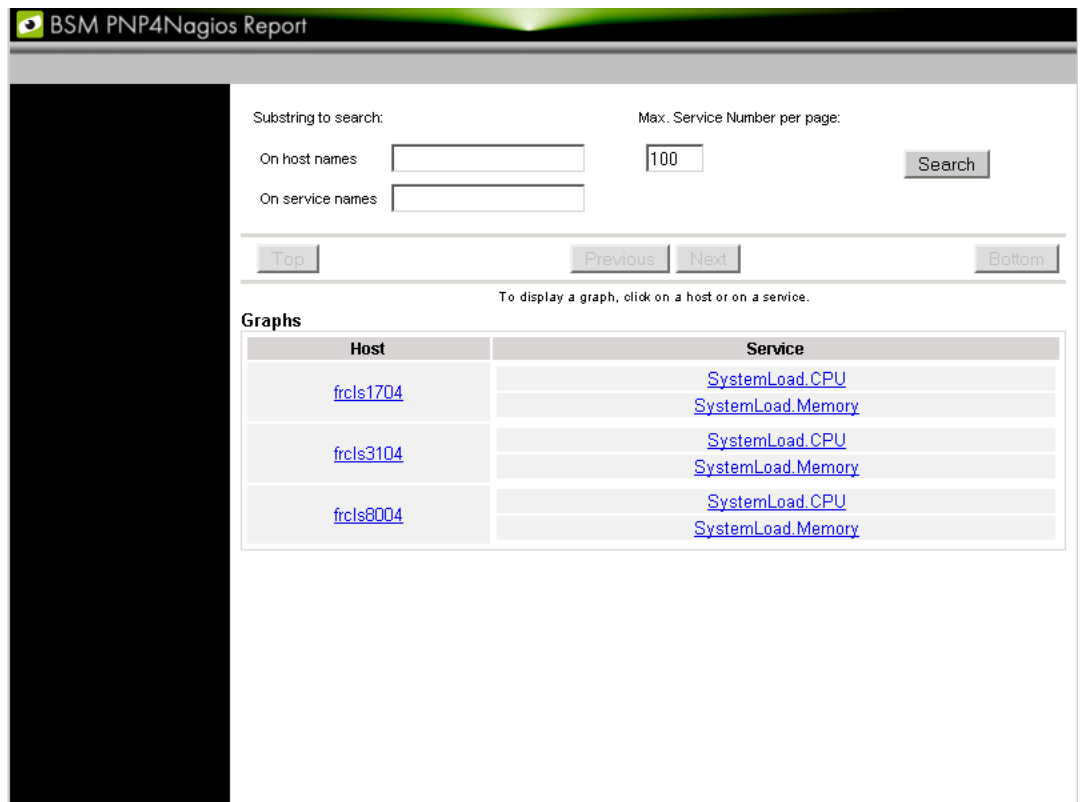 BSM PNP4Nagios Report
Substring to search:
Max. Service Number per page:
On host names
100
Search
On service names
Top
Previous
Next
Bottom
To display a graph, click on a host or on a service.
Graphs
Host
Service
frcls1704
SystemLoad.CPU
SystemLoad.Memory
frcls3104
SystemLoad.CPU
SystemLoad.Memory
frcls8004
SystemLoad.CPU
SystemLoad.Memory